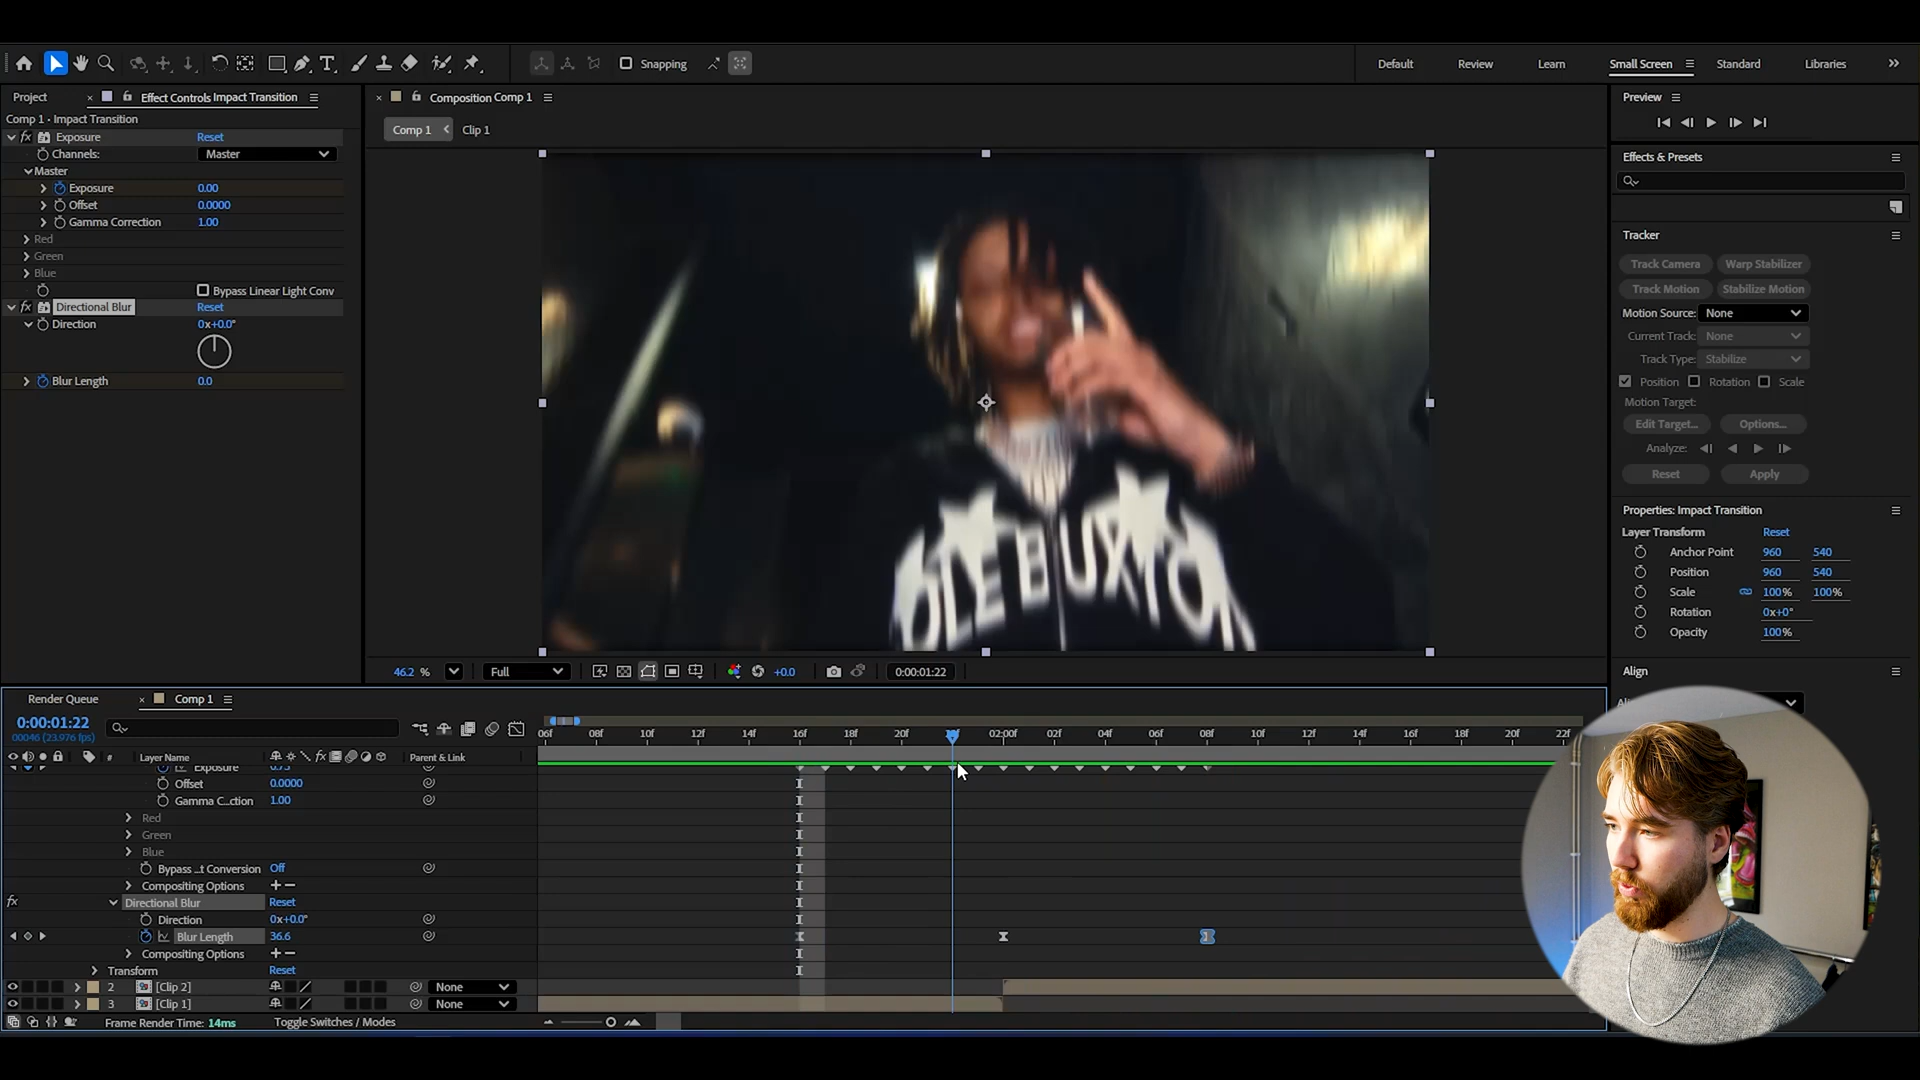 Snapping
Default
Review
Learn
Small Screen
Standard
Libraries
Project
Effect Controls Impact Transition
Composition Comp 1
Preview
Comp 1 · Impact Transition
Comp 1
Clip 1
Exposure
Reset
Channels:
Master
Master
Exposure
0.00
Offset
0.0000
Gamma Correction
1.00
Red
Green
Blue
Bypass Linear Light Conv
Directional Blur
Reset
Direction
0x+0.0°
Blur Length
0.0
Effects & Presets
Tracker
Track Camera
Warp Stabilizer
Track Motion
Stabilize Motion
Motion Source:
None
Current Track:
None
Track Type:
Stabilize
Position
Rotation
Scale
Motion Target:
Edit Target...
Options...
Analyze:
Reset
Apply
Properties: Impact Transition
Layer Transform
Reset
Anchor Point
960
540
Position
960
540
Scale
100%
100%
Rotation
0x+0°
Opacity
100%
Align
OLE BUXTON
46.2 %
Full
+0.0
0:00:01:22
Render Queue
Comp 1
0:00:01:22
00046 (23.976 fps)
06f
08f
10f
12f
14f
16f
18f
20f
02:00f
02f
04f
06f
08f
10f
12f
14f
16f
18f
20f
22f
#
Layer Name
Parent & Link
Exposure
Offset
0.0000
Gamma C...ction
1.00
Red
Green
Blue
Bypass ...t Conversion
Off
Compositing Options
Directional Blur
Reset
Direction
0x+0.0°
Blur Length
36.6
Compositing Options
Transform
Reset
2
[Clip 2]
None
3
[Clip 1]
None
Frame Render Time: 14ms
Toggle Switches / Modes